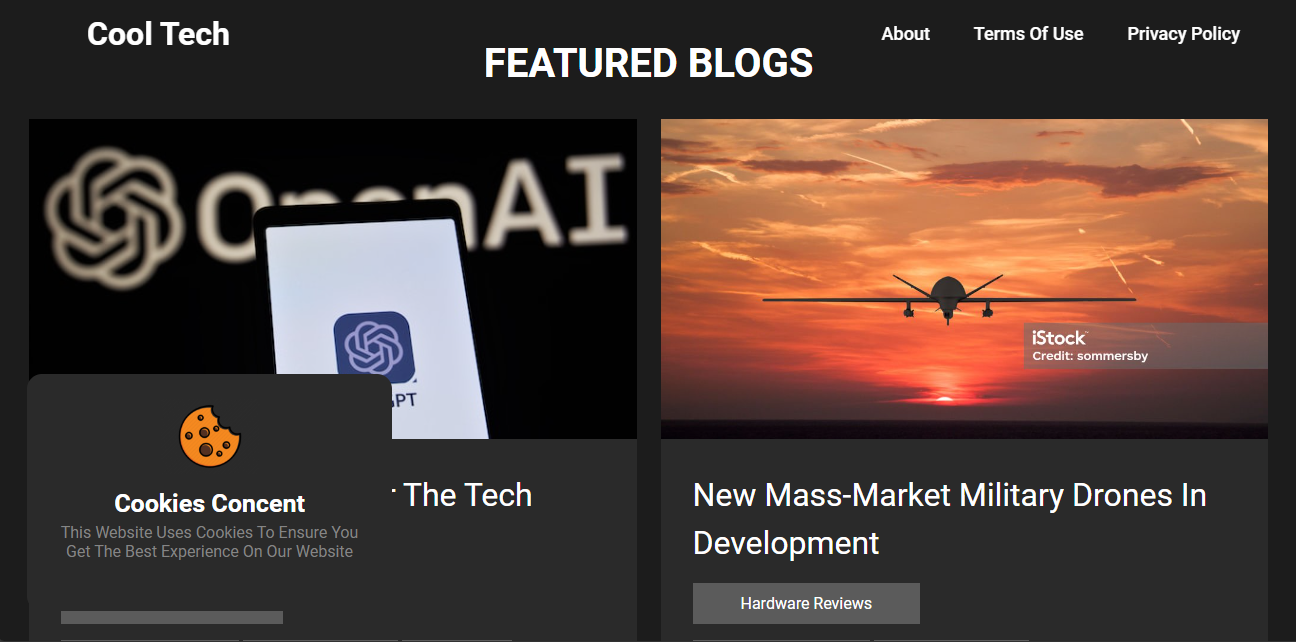 Cool Tech
About
Terms Of Use
Privacy Policy
FEATURED BLOGS
OpenAI
iStock
Credit: sommersby
Cookies Concent
This Website Uses Cookies To Ensure You
Get The Best Experience On Our Website
The Tech
New Mass-Market Military Drones In
Development
Hardware Reviews